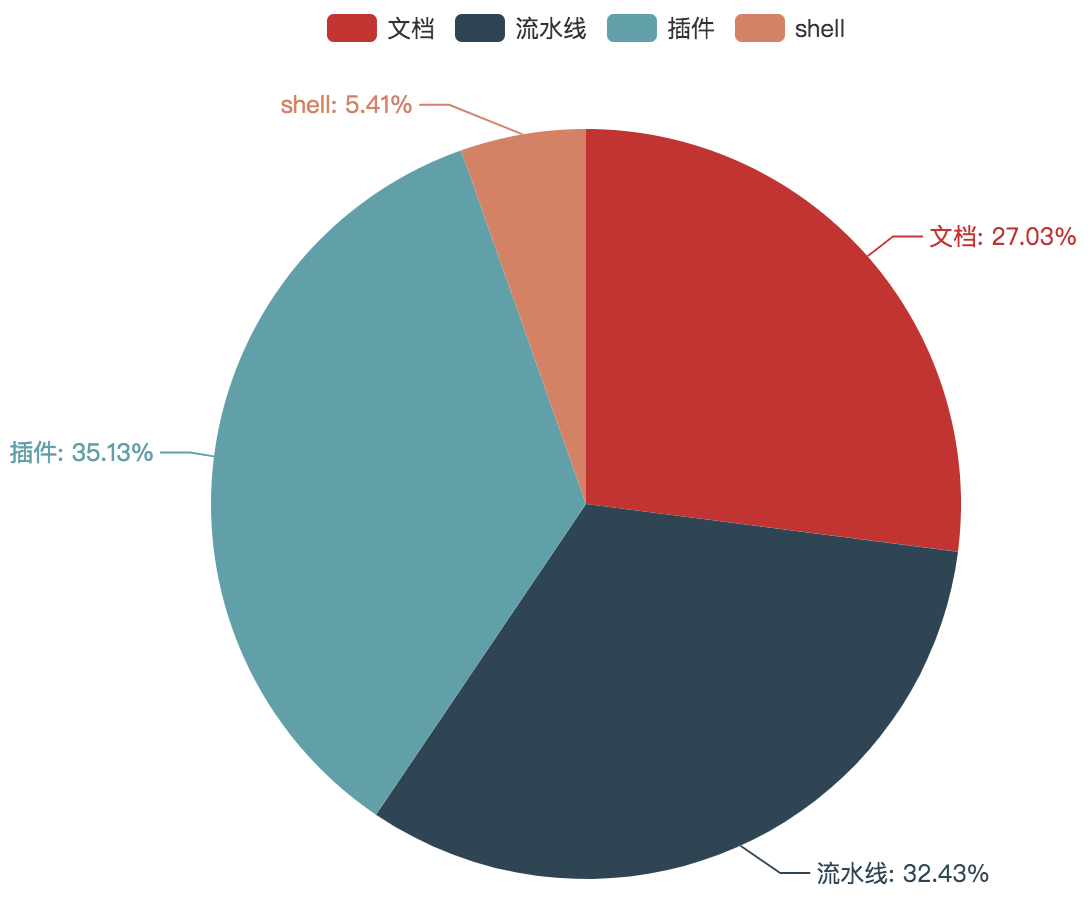 文档 流水线 插件 shell
shell: 5.41%
文档: 27.03%
插件: 35.13%
流水线: 32.43%